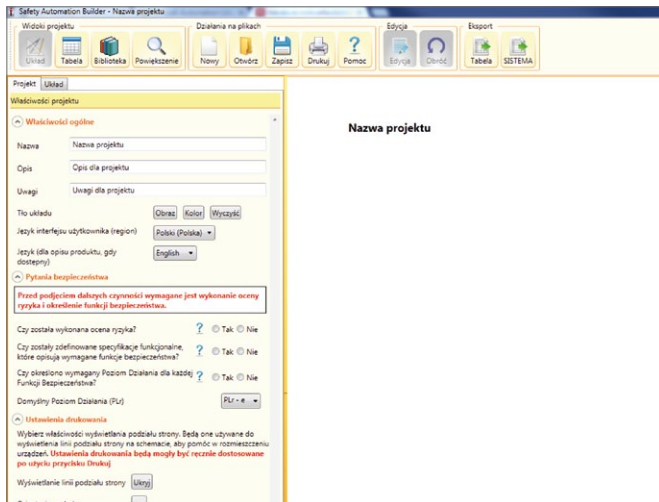 Safety Automation Builder - Nazwa projektu
Widoki projektu Działania na plikach Edycja Eksport
Układ Tabela Biblioteka Powiększenie Nowy Otwórz Zapisz Drukuj Pomoc Edycja Obróć Tabela SISTEMA
Projekt Układ
Właściwości projektu
Właściwości ogólne
Nazwa Nazwa projektu
Opis Opis dla projektu
Uwagi Uwagi dla projektu
Tło układu Obraz Kolor Wyczyść
Język interfejsu użytkownika (region) Polski (Polska)
Język (dla opisu produktu, gdy
dostępny) English
Pytania bezpieczeństwa
Przed podjęciem dalszych czynności wymagane jest wykonanie oceny
ryzyka i określenie funkcji bezpieczeństwa.
Czy została wykonana ocena ryzyka? ? Tak Nie
Czy zostały zdefiniowane specyfikacje funkcjonalne,
które opisują wymagane funkcje bezpieczeństwa? ? Tak Nie
Czy określono wymagany Poziom Działania dla każdej
Funkcji Bezpieczeństwa? ? Tak Nie
Domyślny Poziom Działania (PLr) PLr - e
Ustawienia drukowania
Wybierz właściwości wyświetlania podziału strony. Będą one używane do
wyświetlenia linii podziału strony na schemacie, aby pomóc w rozmieszczeniu
urządzeń. Ustawienia drukowania będą mogły być ręcznie dostosowane
po użyciu przycisku Drukuj
Wyświetlanie linii podziału strony Ukryj
Nazwa projektu